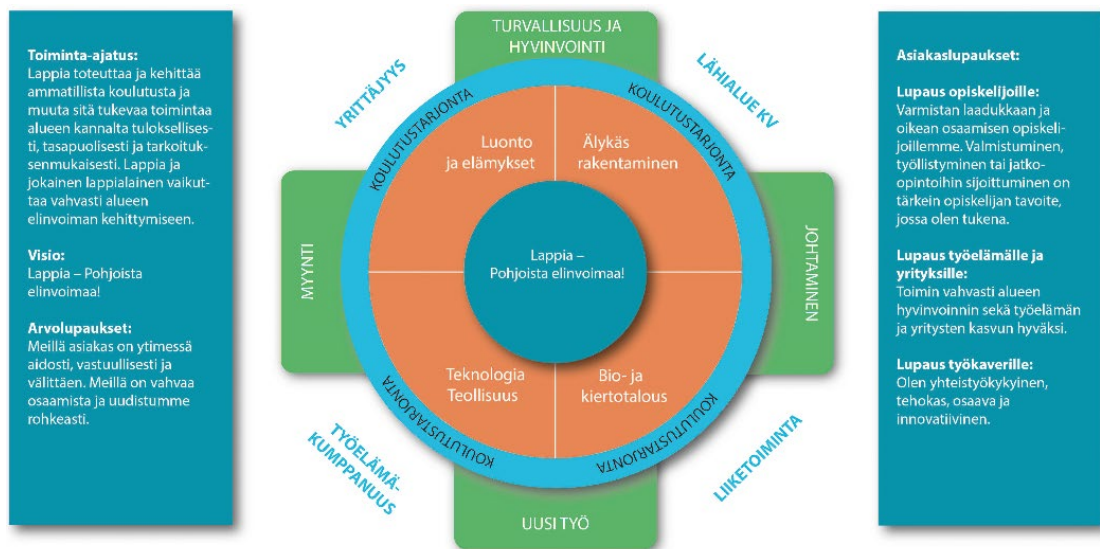 Toiminta-ajatus:
Lappia toteuttaa ja kehittää
ammatillista koulutusta ja
muuta sitä tukevaa toimintaa
alueen kannalta tuloksellises-
ti, tasapuolisesti ja tarkoituk-
senmukaisesti. Lappia ja
jokainen lappialainen vaikut-
taa vahvasti alueen
elinvoiman kehittymiseen.
Visio:
Lappia – Pohjoista
elinvoimaa!
Arvolupaukset:
Meillä asiakas on ytimessä
aidosti, vastuullisesti ja
välittäen. Meillä on vahvaa
osaamista ja uudistumme
rohkeasti.
TURVALLISUUS JA
HYVINVOINTI
YRITTÄJYYS
LÄHIALUE KV
KOULUTUSTARJONTA
KOULUTUSTARJONTA
Luonto
ja elämykset
Älykäs
rakentaminen
MYYNTI
Lappia –
Pohjoista elinvoimaa!
JOHTAMINEN
Teknologia
Teollisuus
Bio- ja
kiertotalous
KOULUTUSTARJONTA
KOULUTUSTARJONTA
TYÖELÄMÄ-
KUMPPANUUS
LIIKETOIMINTA
UUSI TYÖ
Asiakaslupaukset:
Lupaus opiskelijoille:
Varmistan laadukkaan ja
oikean osaamisen opiskeli-
joillemme. Valmistuminen,
työllistyminen tai jatko-
opintoihin sijoittuminen on
tärkein opiskelijan tavoite,
jossa olen tukena.
Lupaus työelämälle ja
yrityksille:
Toimin vahvasti alueen
hyvinvoinnin sekä työelämän
ja yritysten kasvun hyväksi.
Lupaus työkaverille:
Olen yhteistyökykyinen,
tehokas, osaava ja
innovatiivinen.